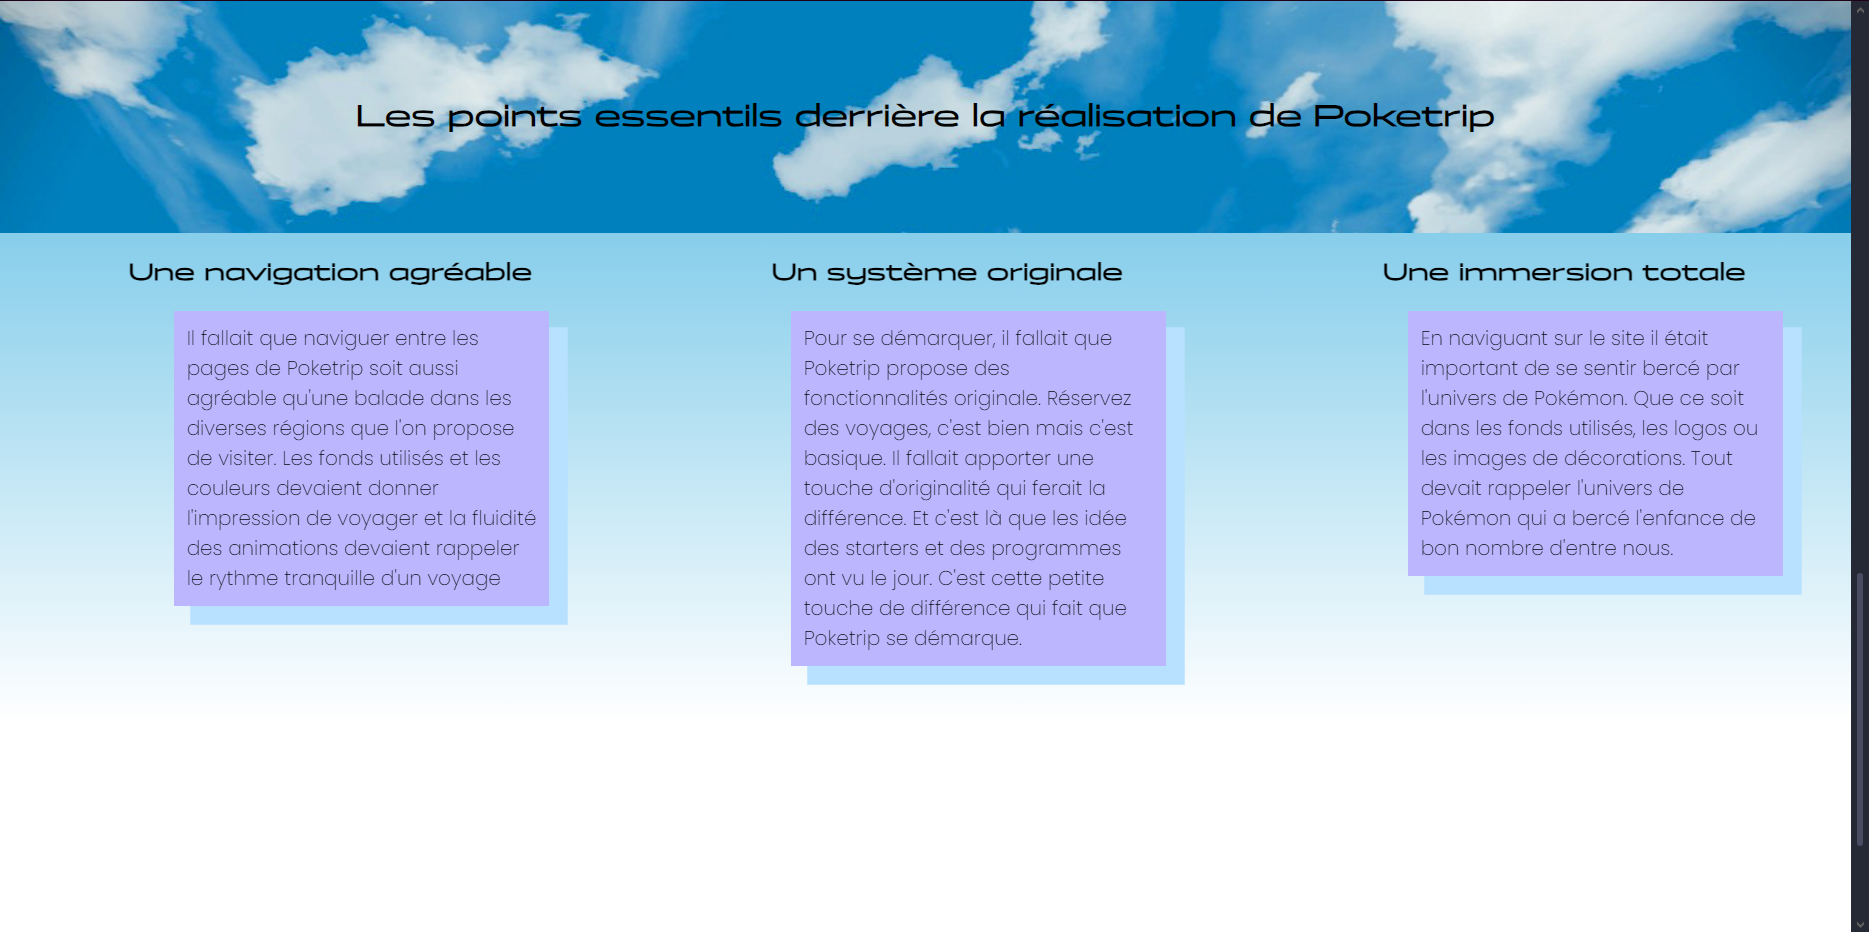 Les points essentils derrière la réalisation de Poketrip
Une navigation agréable
Il fallait que naviguer entre les
pages de Poketrip soit aussi
agréable qu'une balade dans les
diverses régions que l'on propose
de visiter. Les fonds utilisés et les
couleurs devaient donner
l'impression de voyager et la fluidité
des animations devaient rappeler
le rythme tranquille d'un voyage
Un système originale
Pour se démarquer, il fallait que
Poketrip propose des
fonctionnalités originale. Réservez
des voyages, c'est bien mais c'est
basique. Il fallait apporter une
touche d'originalité qui ferait la
différence. Et c'est là que les idée
des starters et des programmes
ont vu le jour. C'est cette petite
touche de différence qui fait que
Poketrip se démarque.
Une immersion totale
En naviguant sur le site il était
important de se sentir bercé par
l'univers de Pokémon. Que ce soit
dans les fonds utilisés, les logos ou
les images de décorations. Tout
devait rappeler l'univers de
Pokémon qui a bercé l'enfance de
bon nombre d'entre nous.